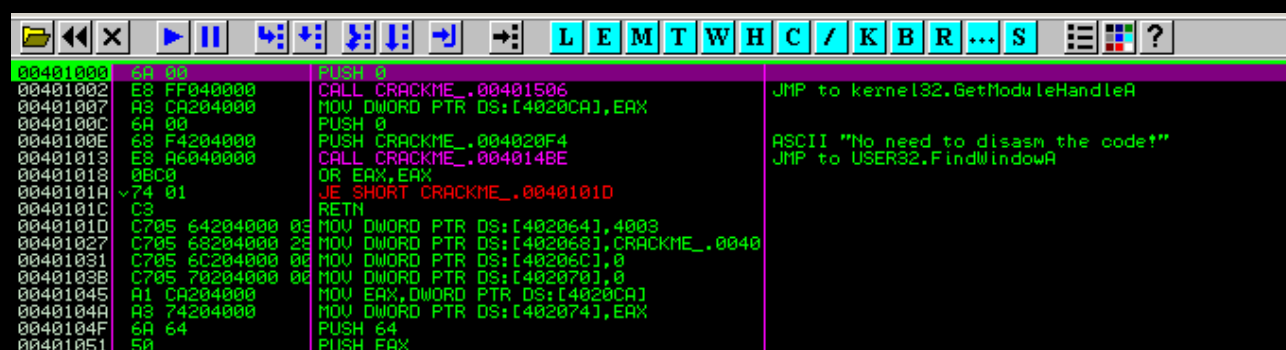 L E M T W H C / K B R ... S ?
00401000 6A 00 PUSH 0
00401002 E8 FF040000 CALL CRACKME_.00401506 JMP to kernel32.GetModuleHandleA
00401007 A3 CA204000 MOV DWORD PTR DS:[4020CA],EAX
0040100C 6A 00 PUSH 0
0040100E 68 F4204000 PUSH CRACKME_.004020F4 ASCII "No need to disasm the code!"
00401013 E8 A6040000 CALL CRACKME_.004014BE JMP to USER32.FindWindowA
00401018 0BC0 OR EAX,EAX
0040101A 74 01 JE SHORT CRACKME_.0040101D
0040101C C3 RETN
0040101D C705 64204000 03 MOV DWORD PTR DS:[402064],4003
00401027 C705 68204000 28 MOV DWORD PTR DS:[402068],CRACKME_.0040
00401031 C705 6C204000 00 MOV DWORD PTR DS:[40206C],0
0040103B C705 70204000 00 MOV DWORD PTR DS:[402070],0
00401045 A1 CA204000 MOV EAX,DWORD PTR DS:[4020CA]
0040104A A3 74204000 MOV DWORD PTR DS:[402074],EAX
0040104F 6A 64 PUSH 64
00401051 50 PUSH EAX